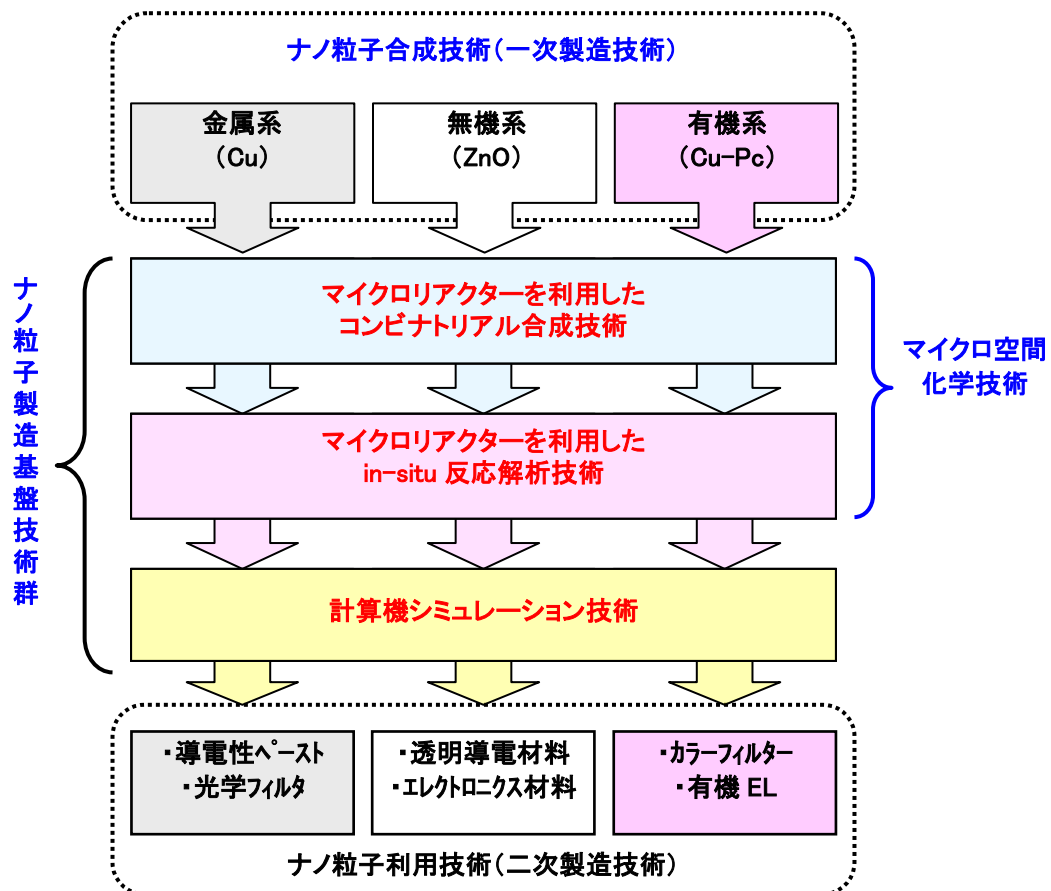 ナノ粒子合成技術（一次製造技術）
金属系
（Cu）
無機系
（ZnO）
有機系
（Cu-Pc）
ナノ粒子製造基盤技術群
マイクロリアクターを利用した
コンビナトリアル合成技術
マイクロ空間
化学技術
マイクロリアクターを利用した
in-situ 反応解析技術
計算機シミュレーション技術
・導電性ペースト
・光学フィルタ
・透明導電材料
・エレクトロニクス材料
・カラーフィルター
・有機 EL
ナノ粒子利用技術（二次製造技術）